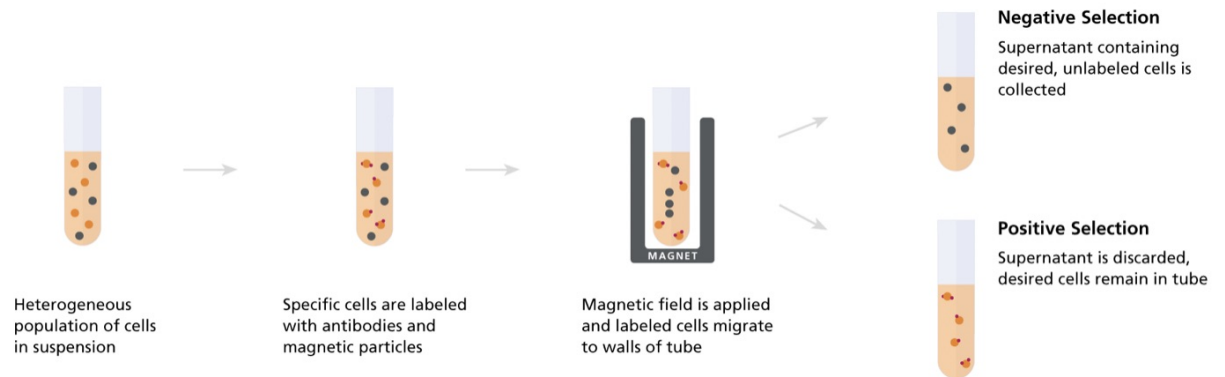 Heterogeneous
population of cells
in suspension
Specific cells are labeled
with antibodies and
magnetic particles
MAGNET
Magnetic field is applied
and labeled cells migrate
to walls of tube
Negative Selection
Supernatant containing
desired, unlabeled cells is
collected
Positive Selection
Supernatant is discarded,
desired cells remain in tube